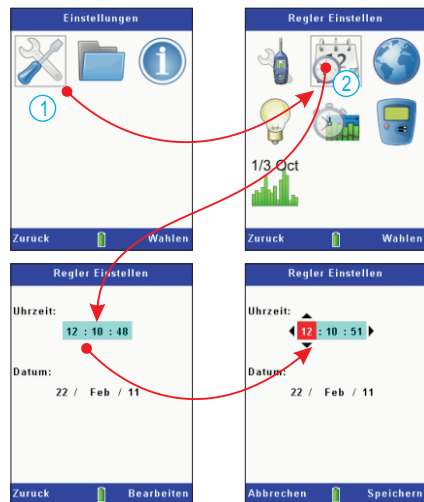 Einstellungen
1
Zuruck Wahlen
Regler Einstellen
12
2
1/3 Oct
Zuruck Wahlen
Regler Einstellen
Uhrzeit:
12 : 10 : 48
Datum:
22 / Feb / 11
Zuruck Bearbeiten
Regler Einstellen
Uhrzeit:
12 : 10 : 51
Datum:
22 / Feb / 11
Abbrechen Speichern